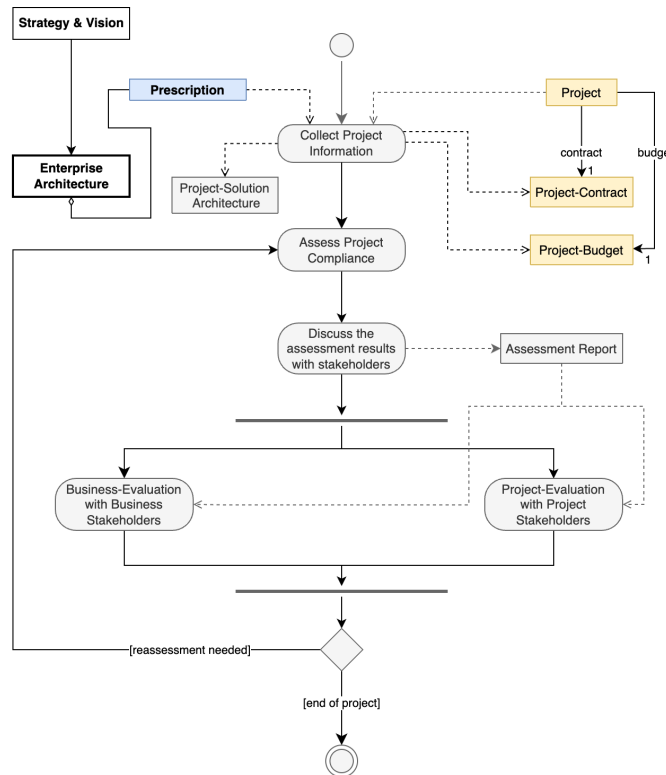 Strategy & Vision
Prescription
Project
Collect Project
Information
contract
budge
1
Enterprise
Architecture
Project-Solution
Architecture
Project-Contract
Assess Project
Compliance
Project-Budget
1
Discuss the
assessment results
with stakeholders
Assessment Report
Business-Evaluation
with Business
Stakeholders
Project-Evaluation
with Project
Stakeholders
[reassessment needed]
[end of project]